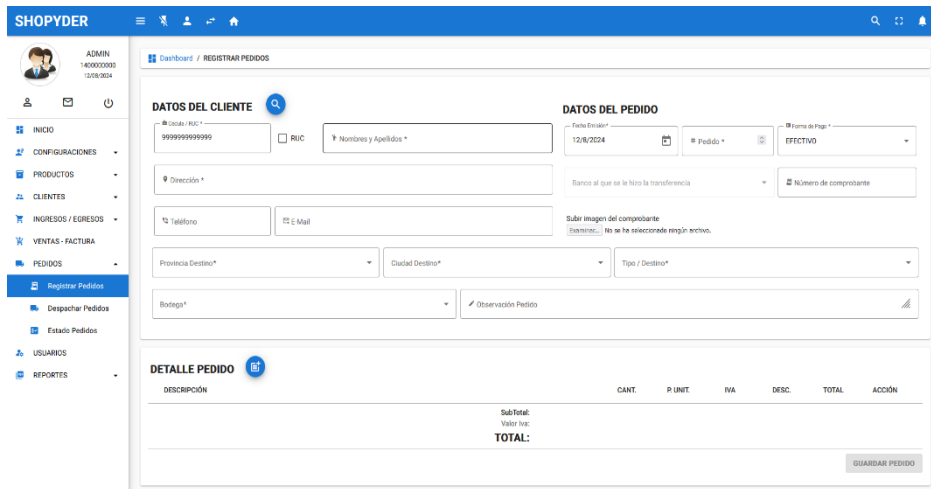 SHOPYDER
ADMIN
1400000000
12/08/2024
INICIO
CONFIGURACIONES
PRODUCTOS
CLIENTES
INGRESOS / EGRESOS
VENTAS - FACTURA
PEDIDOS
Registrar Pedidos
Despachar Pedidos
Estado Pedidos
USUARIOS
REPORTES
Dashboard / REGISTRAR PEDIDOS
DATOS DEL CLIENTE
Cédula / RUC *
9999999999999
RUC
Nombres y Apellidos *
Dirección *
Teléfono
E-Mail
DATOS DEL PEDIDO
Fecha Emisión*
12/8/2024
# Pedido *
Forma de Pago *
EFECTIVO
Banco al que se le hizo la transferencia
Número de comprobante
Subir imagen del comprobante
Examinar... No se ha seleccionado ningún archivo.
Provincia Destino*
Ciudad Destino*
Tipo / Destino*
Bodega*
Observación Pedido
DETALLE PEDIDO
DESCRIPCIÓN CANT. P. UNIT. IVA DESC. TOTAL ACCIÓN
SubTotal:
Valor Iva:
TOTAL:
GUARDAR PEDIDO